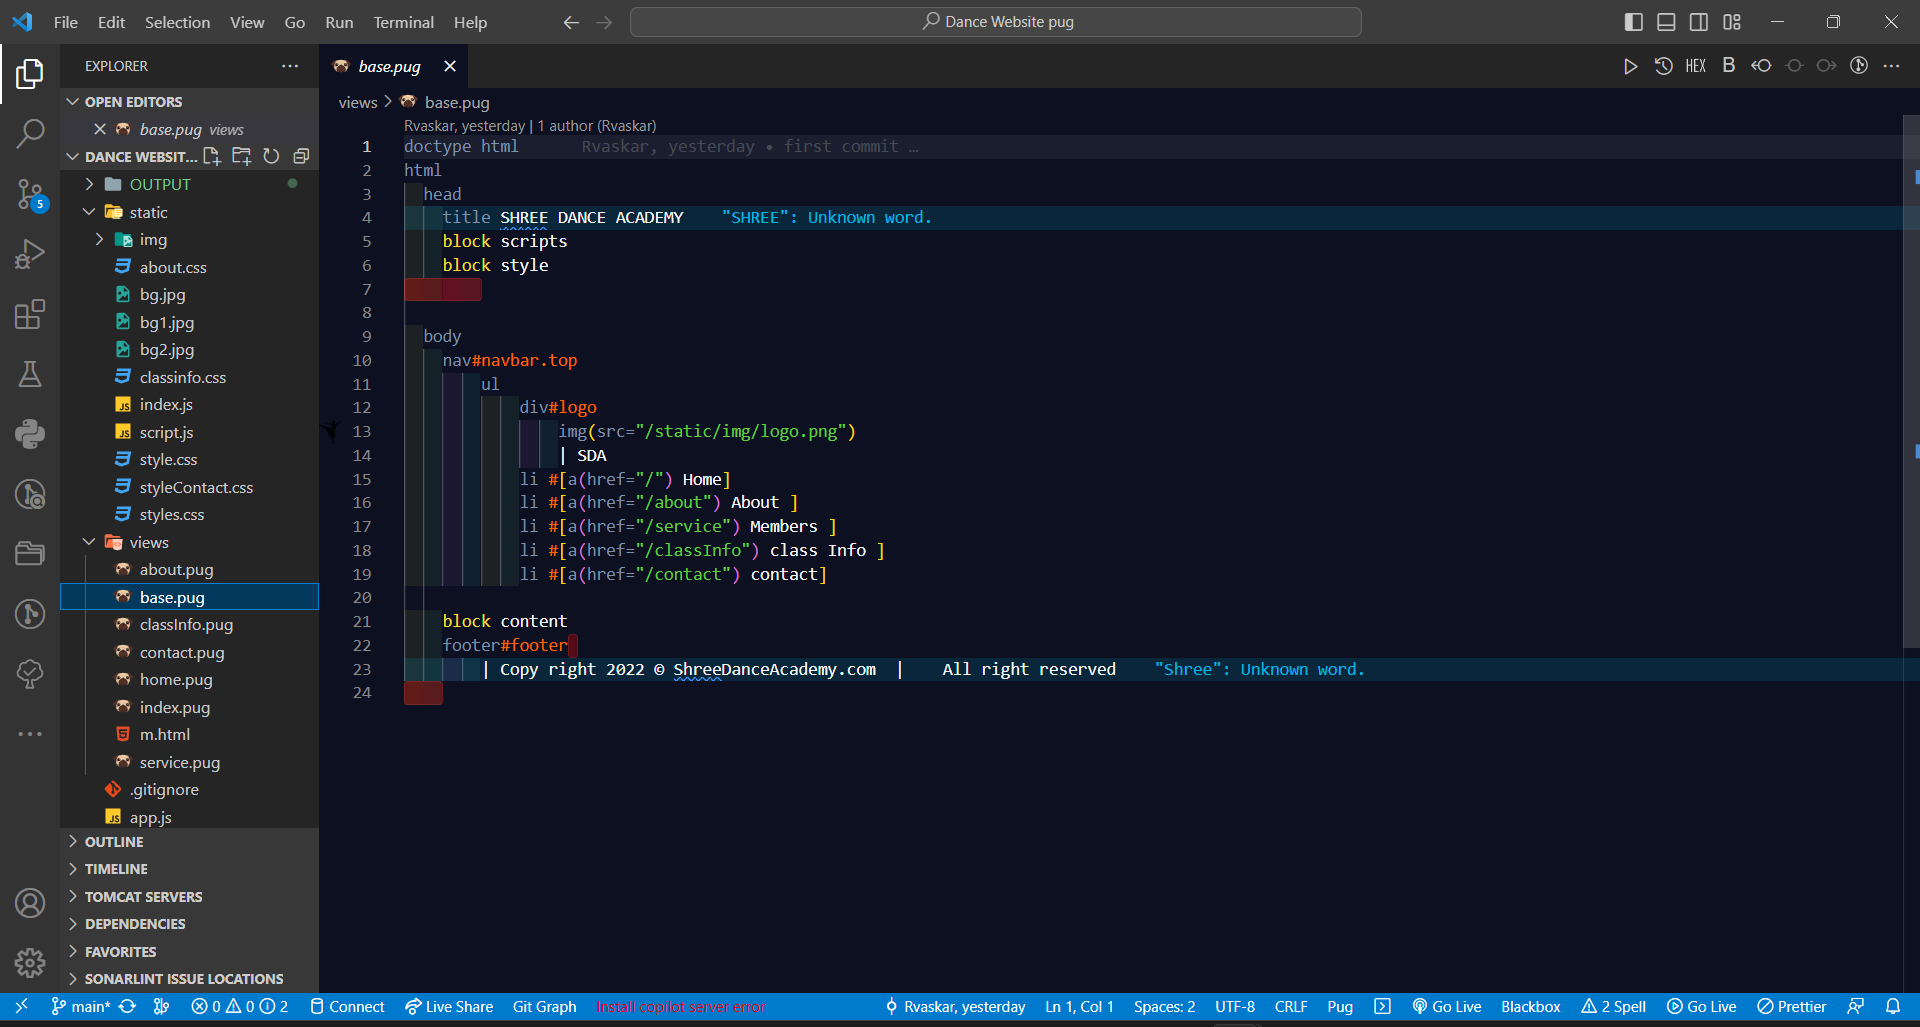 File Edit Selection View Go Run Terminal Help
Dance Website pug
EXPLORER
OPEN EDITORS
base.pug views
DANCE WEBSIT...
OUTPUT
static
img
about.css
bg.jpg
bg1.jpg
bg2.jpg
classinfo.css
index.js
script.js
style.css
styleContact.css
styles.css
views
about.pug
base.pug
classInfo.pug
contact.pug
home.pug
index.pug
m.html
service.pug
.gitignore
app.js
OUTLINE
TIMELINE
TOMCAT SERVERS
DEPENDENCIES
FAVORITES
SONARLINT ISSUE LOCATIONS
5
base.pug
HEX B
views > base.pug
Rvaskar, yesterday | 1 author (Rvaskar)
1 doctype html Rvaskar, yesterday • first commit …
2 html
3 head
4 title SHREE DANCE ACADEMY "SHREE": Unknown word.
5 block scripts
6 block style
7
8
9 body
10 nav#navbar.top
11 ul
12 div#logo
13 img(src="/static/img/logo.png")
14 | SDA
15 li #[a(href="/") Home]
16 li #[a(href="/about") About ]
17 li #[a(href="/service") Members ]
18 li #[a(href="/classInfo") class Info ]
19 li #[a(href="/contact") contact]
20
21 block content
22 footer#footer
23 | Copy right 2022 © ShreeDanceAcademy.com | All right reserved "Shree": Unknown word.
24
main* 0 0 2 Connect Live Share Git Graph Install copilot server error Rvaskar, yesterday Ln 1, Col 1 Spaces: 2 UTF-8 CRLF Pug Go Live Blackbox 2 Spell Go Live Prettier